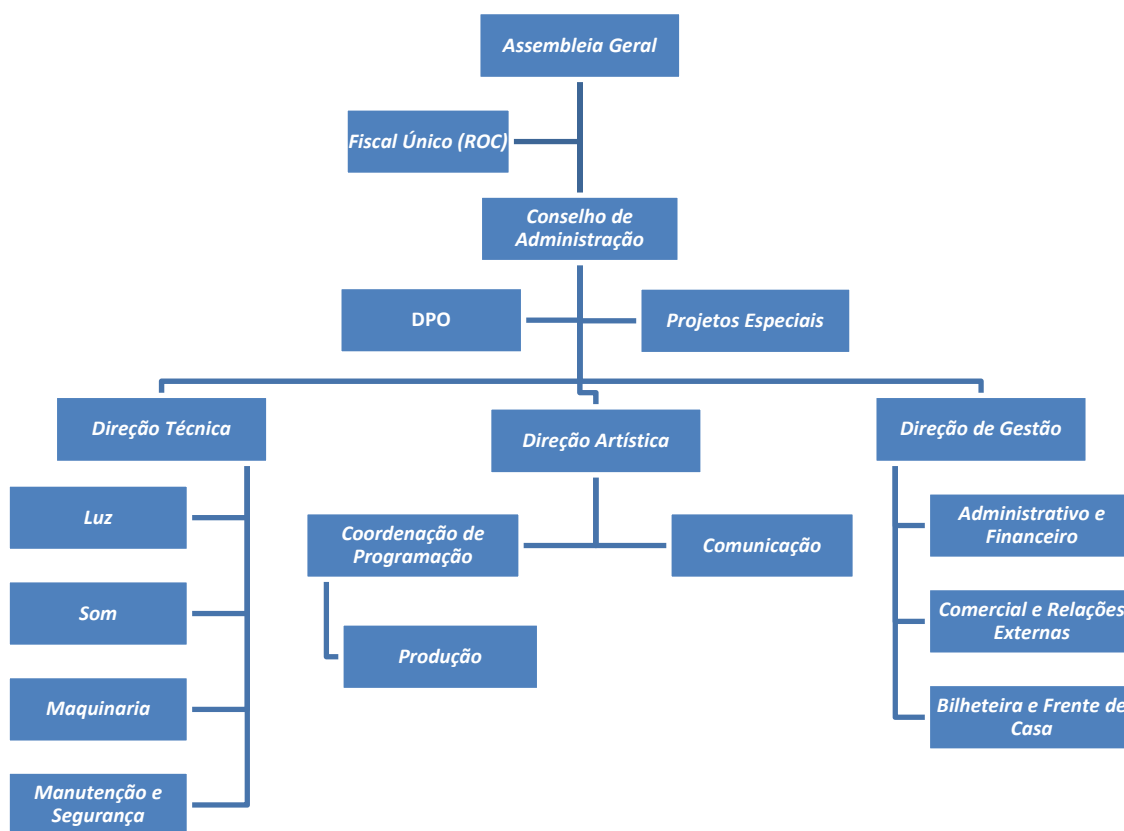 Assembleia Geral
Fiscal Único (ROC)
Conselho de
Administração
DPO
Projetos Especiais
Direção Técnica
Direção Artística
Direção de Gestão
Luz
Som
Maquinaria
Manutenção e
Segurança
Coordenação de
Programação
Comunicação
Produção
Administrativo e
Financeiro
Comercial e Relações
Externas
Bilheteira e Frente de
Casa